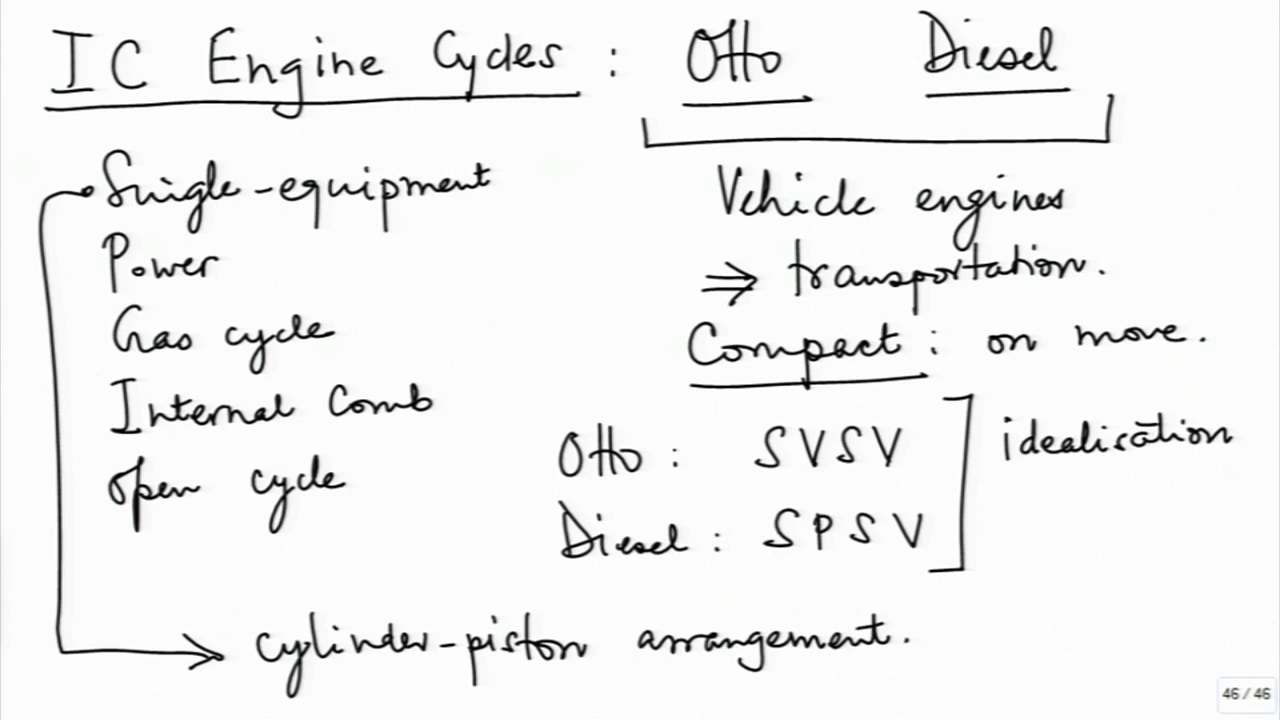 IC Engine Cycles : Otto Diesel
Single-equipment
Power
Gas cycle
Internal Comb
open cycle
Vehicle engines
⇒ transportation.
Compact : on move.
Otto : SVSV
Diesel : SPSV
idealisation
cylinder-piston arrangement.
46 / 46